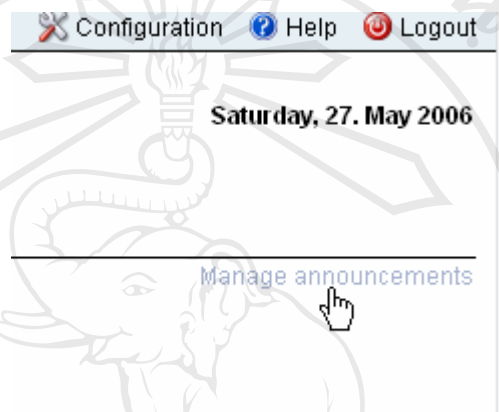 Configuration Help Logout
Saturday, 27. May 2006
Manage announcements